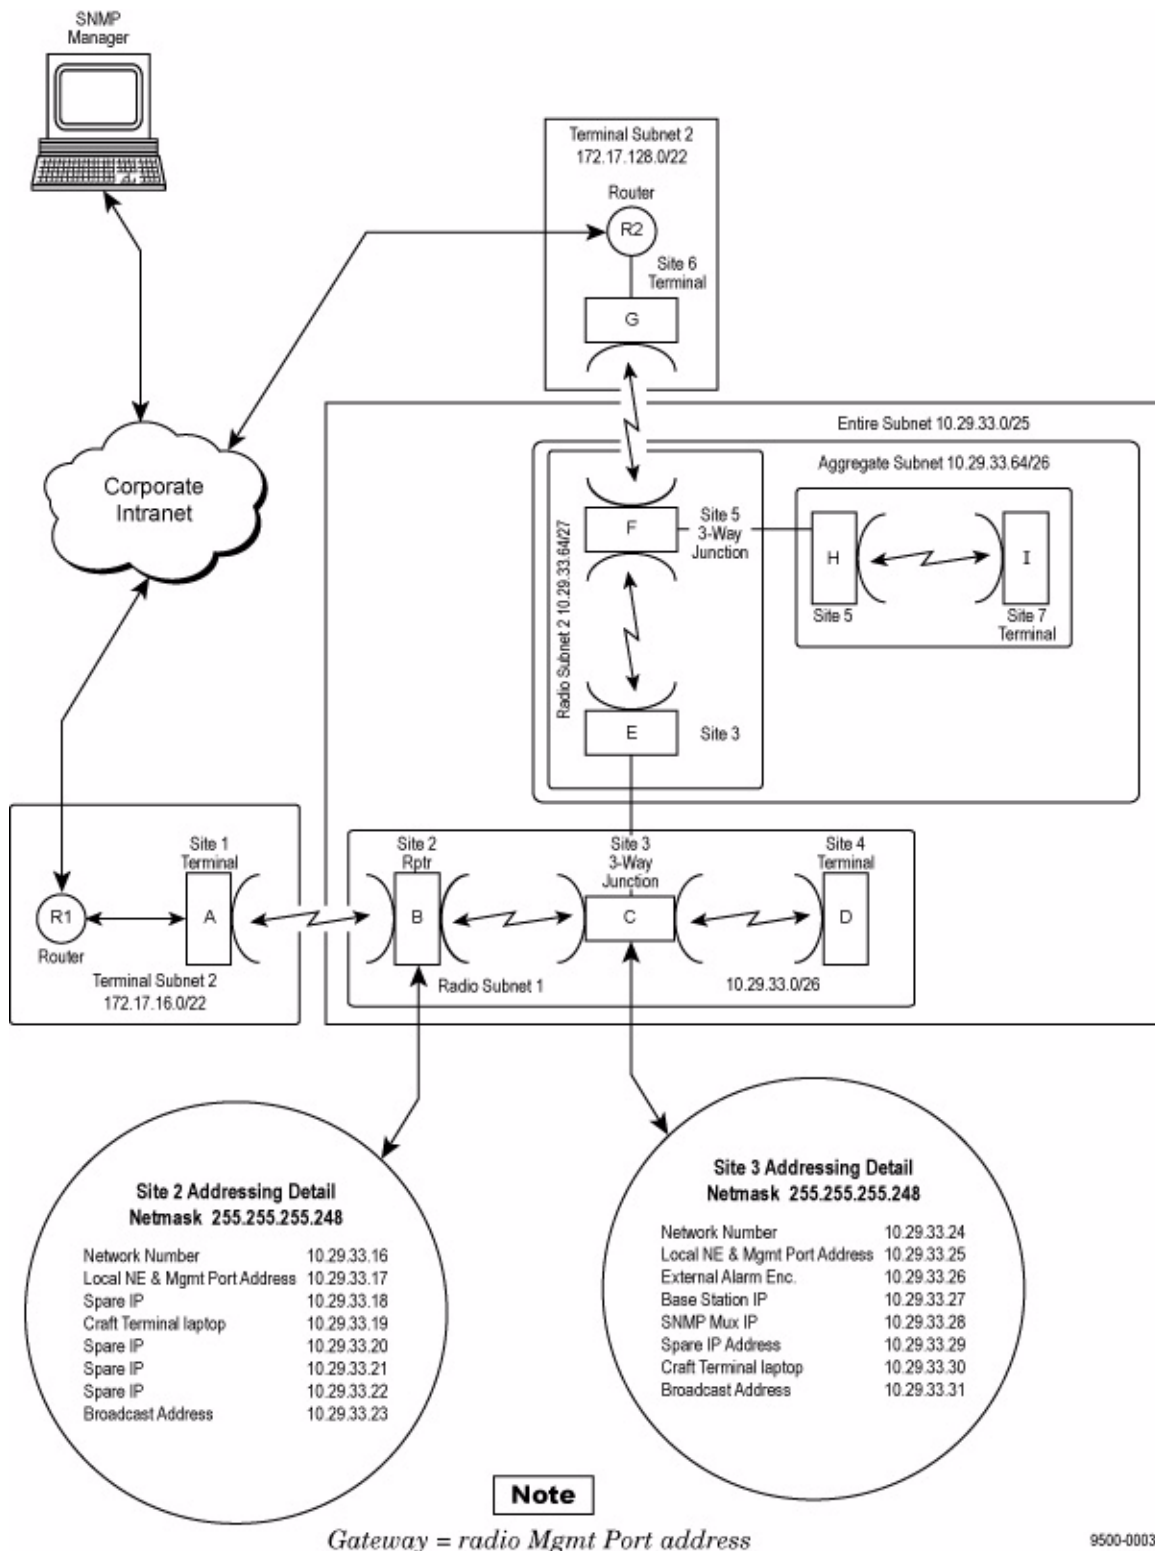 SNMP
Manager
Terminal Subnet 2
172.17.128.0/22
Router
R2
Site 6
Terminal
G
Entire Subnet 10.29.33.0/25
Aggregate Subnet 10.29.33.64/26
Corporate
Intranet
Radio Subnet 2 10.29.33.64/27
F
Site 5
3-Way
Junction
H
Site 5
I
Site 7
Terminal
E
Site 3
Site 1
Terminal
R1
A
Router
Terminal Subnet 2
172.17.16.0/22
Site 2
Rptr
B
Site 3
3-Way
Junction
C
Site 4
Terminal
D
Radio Subnet 1
10.29.33.0/26
Site 2 Addressing Detail
Netmask 255.255.255.248
Network Number 10.29.33.16
Local NE & Mgmt Port Address 10.29.33.17
Spare IP 10.29.33.18
Craft Terminal laptop 10.29.33.19
Spare IP 10.29.33.20
Spare IP 10.29.33.21
Spare IP 10.29.33.22
Broadcast Address 10.29.33.23
Site 3 Addressing Detail
Netmask 255.255.255.248
Network Number 10.29.33.24
Local NE & Mgmt Port Address 10.29.33.25
External Alarm Enc. 10.29.33.26
Base Station IP 10.29.33.27
SNMP Mux IP 10.29.33.28
Spare IP Address 10.29.33.29
Craft Terminal laptop 10.29.33.30
Broadcast Address 10.29.33.31
Note
Gateway = radio Mgmt Port address
9500-0003